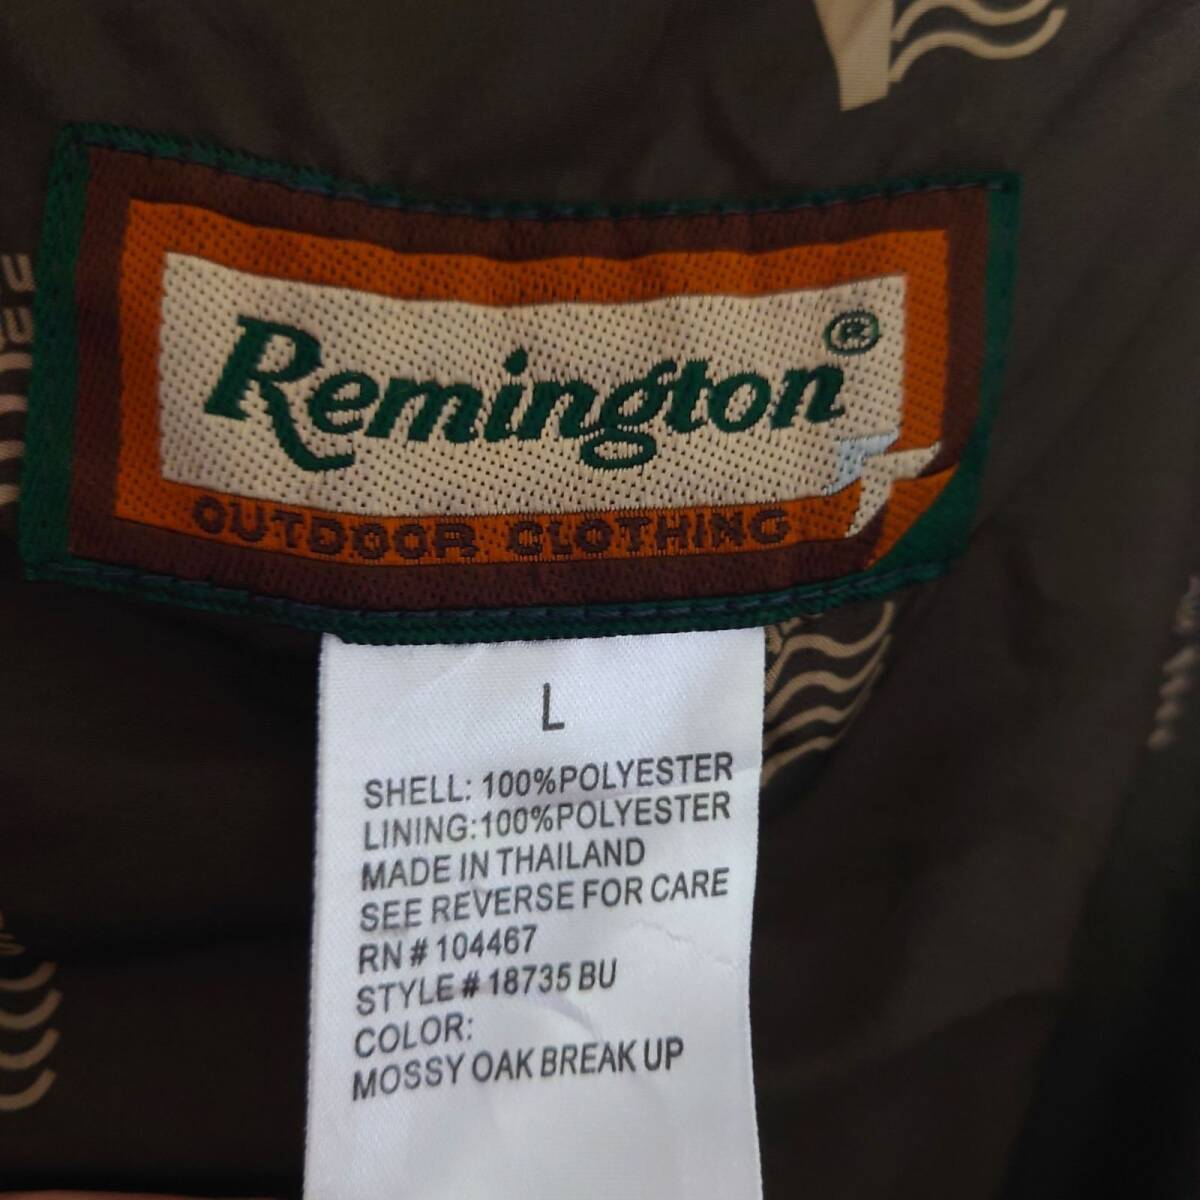 Remington®
OUTDOOR CLOTHING
L
SHELL: 100%POLYESTER
LINING:100%POLYESTER
MADE IN THAILAND
SEE REVERSE FOR CARE
RN # 104467
STYLE # 18735 BU
COLOR:
MOSSY OAK BREAK UP